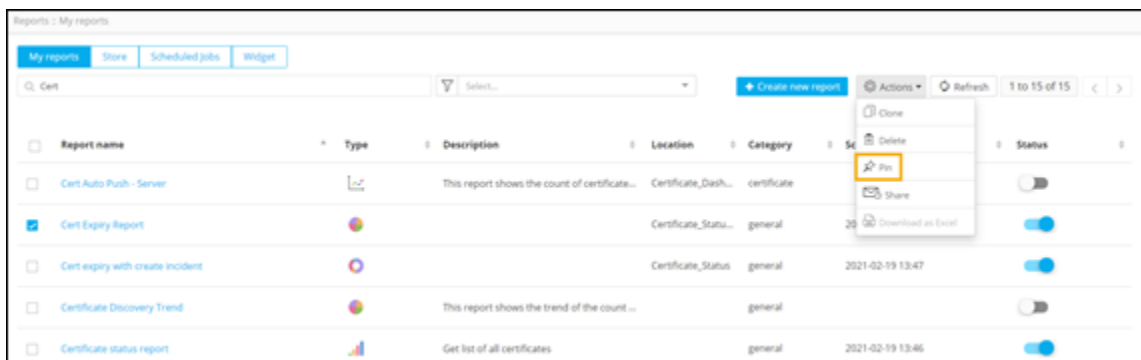 Reports :: My reports
My reports Store Scheduled Jobs Widget
Cert Select... Create new report Actions Refresh 1 to 15 of 15
Clone
Delete
Pin
Share
Download as Excel
Report name Type Description Location Category Status
Cert Auto Push - Server This report shows the count of certificate... Certificate_Dash... certificate
Cert Expiry Report Certificate_Statu... general
Cert expiry with create incident Certificate_Status general 2021-02-19 13:47
Certificate Discovery Trend This report shows the trend of the count ... general
Certificate status report Get list of all certificates general 2021-02-19 13:46